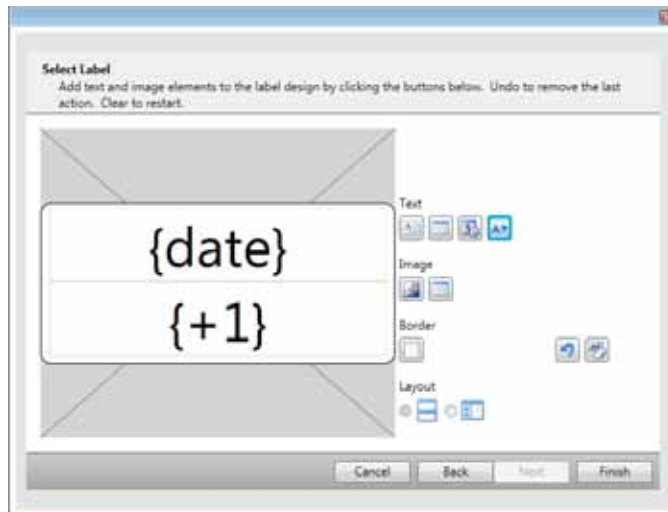 Select Label
Add text and image elements to the label design by clicking the buttons below. Undo to remove the last
action. Clear to restart.
{date}
{+1}
Text
Image
Border
Layout
Cancel
Back
Next
Finish